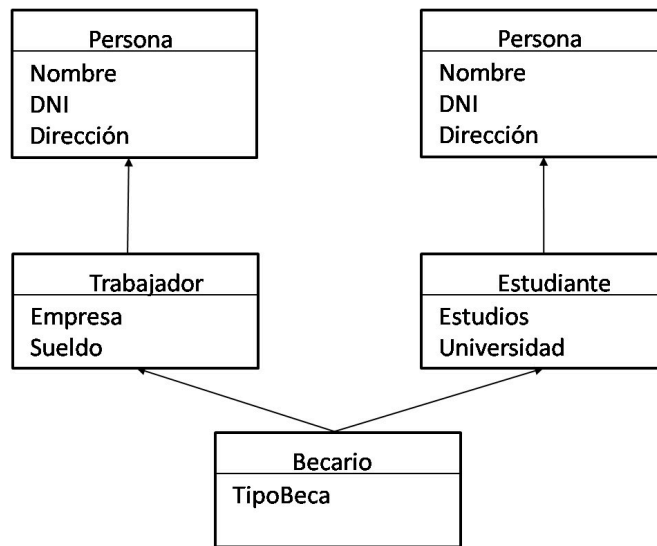 Persona
Nombre
DNI
Dirección
Persona
Nombre
DNI
Dirección
Trabajador
Empresa
Sueldo
Estudiante
Estudios
Universidad
Becario
TipoBeca